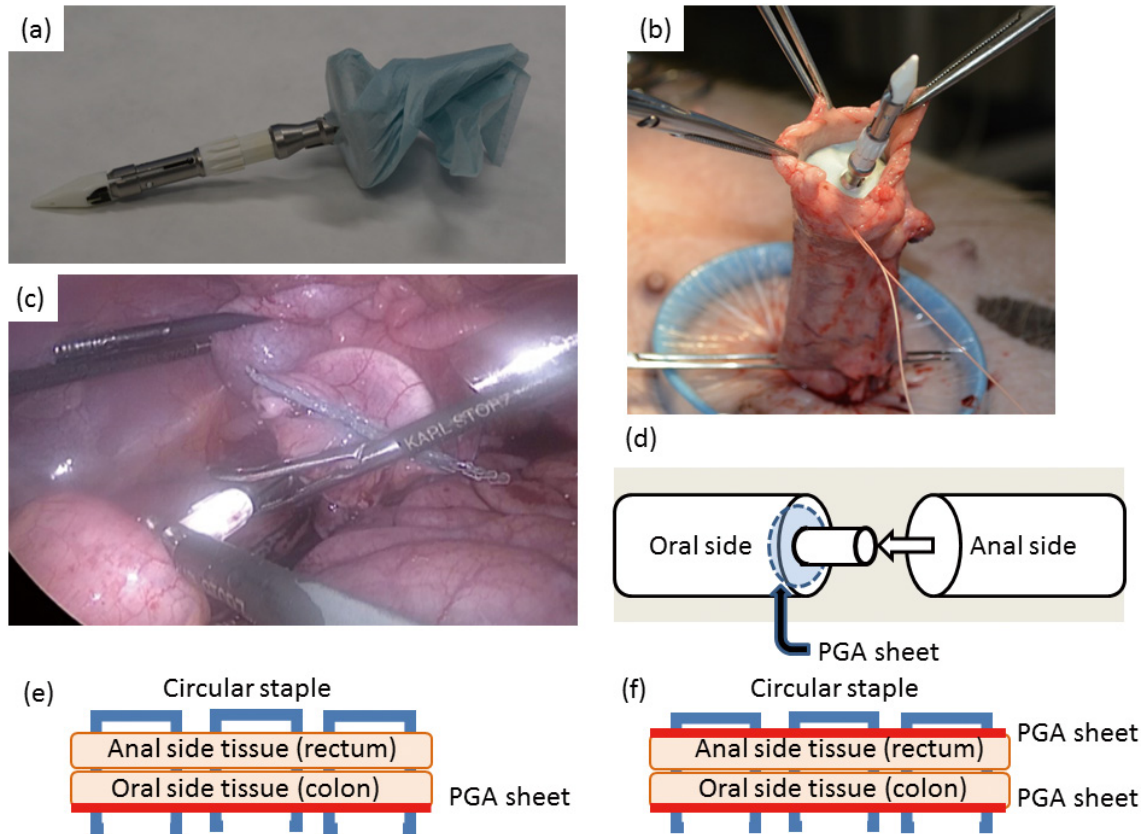 (a)
(b)
(c)
KARL STORZ
(d)
Oral side
Anal side
PGA sheet
(e)
Circular staple
Anal side tissue (rectum)
Oral side tissue (colon)
PGA sheet
(f)
Circular staple
PGA sheet
Anal side tissue (rectum)
Oral side tissue (colon)
PGA sheet